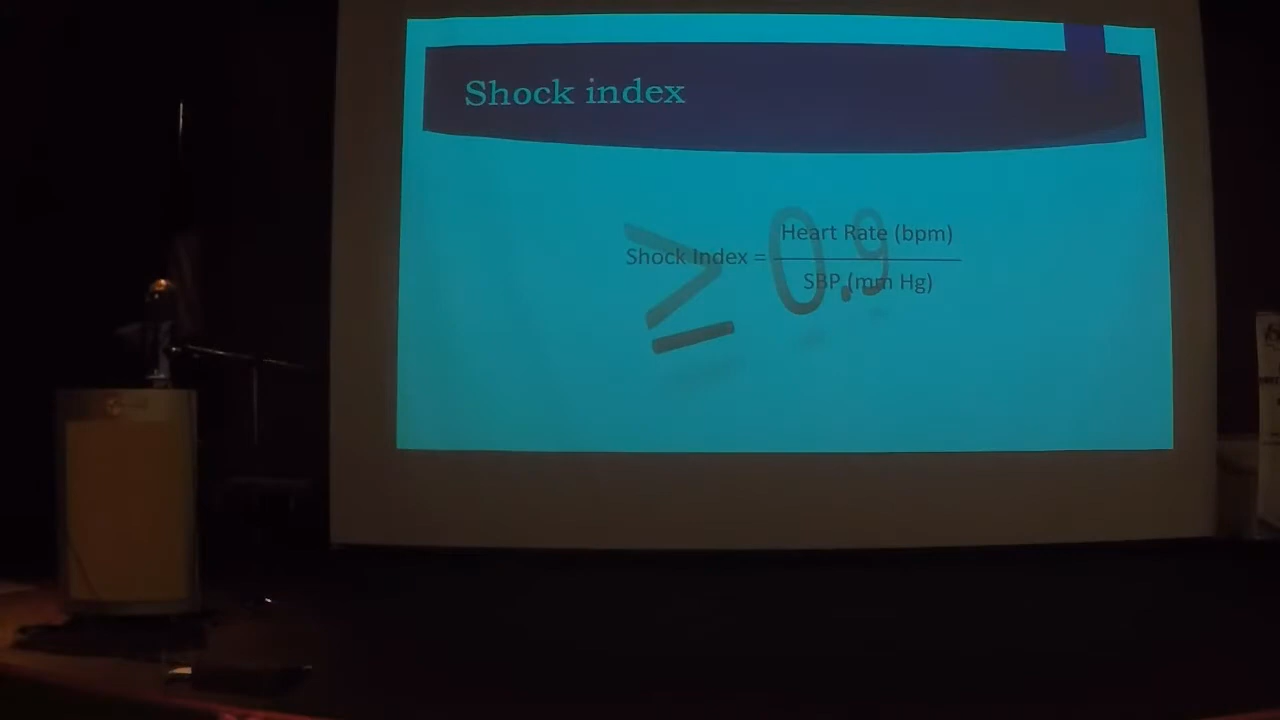 Shock index
Shock Index = Heart Rate (bpm)
SBP (mm Hg)
≥ 0.9